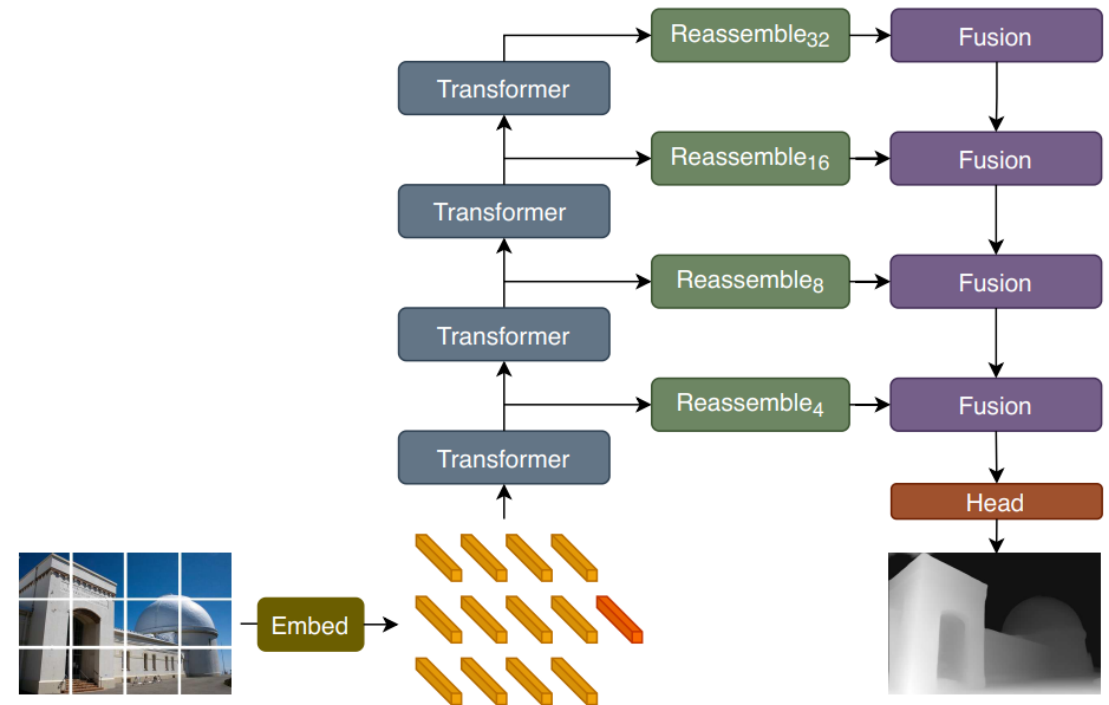 Reassemble32
Fusion
Transformer
Reassemble16
Fusion
Transformer
Reassemble8
Fusion
Transformer
Reassemble4
Fusion
Transformer
Head
Embed